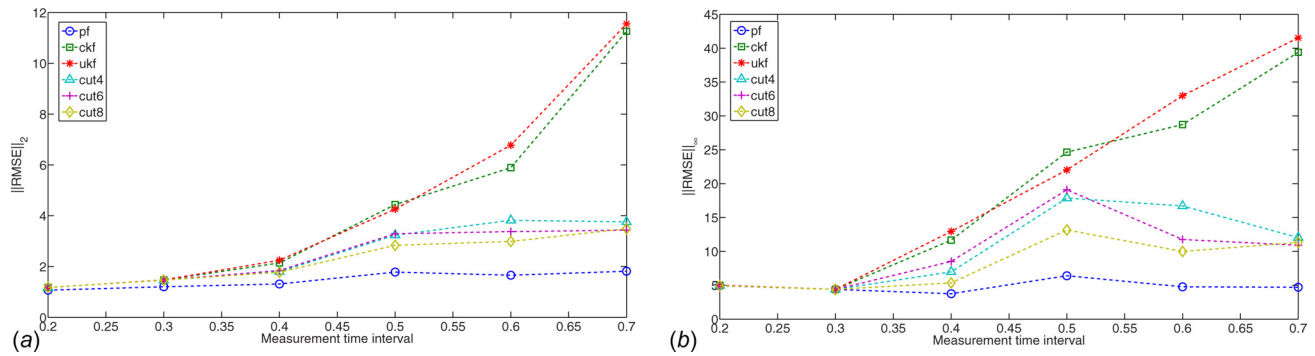 12
10
8
6
4
2
0
||RMSE||2
pf
ckf
ukf
cut4
cut6
cut8
0.2 0.25 0.3 0.35 0.4 0.45 0.5 0.55 0.6 0.65 0.7
Measurement time interval
(a)
45
40
35
30
25
20
15
10
5
0
||RMSE||∞
pf
ckf
ukf
cut4
cut6
cut8
0.2 0.25 0.3 0.35 0.4 0.45 0.5 0.55 0.6 0.65 0.7
Measurement time interval
(b)